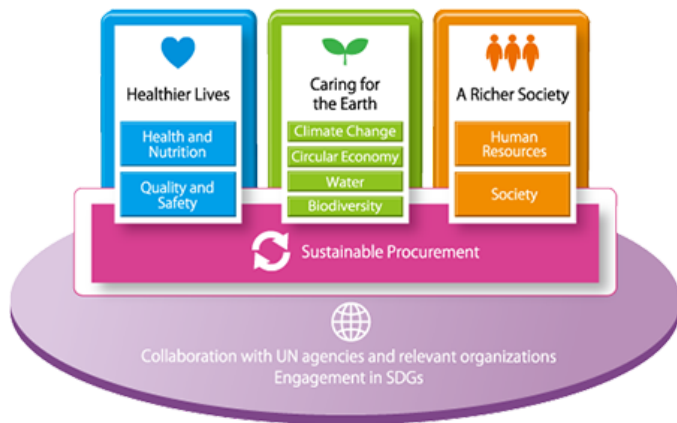 Healthier Lives
Health and
Nutrition
Quality and
Safety
Caring for
the Earth
Climate Change
Circular Economy
Water
Biodiversity
A Richer Society
Human
Resources
Society
Sustainable Procurement
Collaboration with UN agencies and relevant organizations
Engagement in SDGs